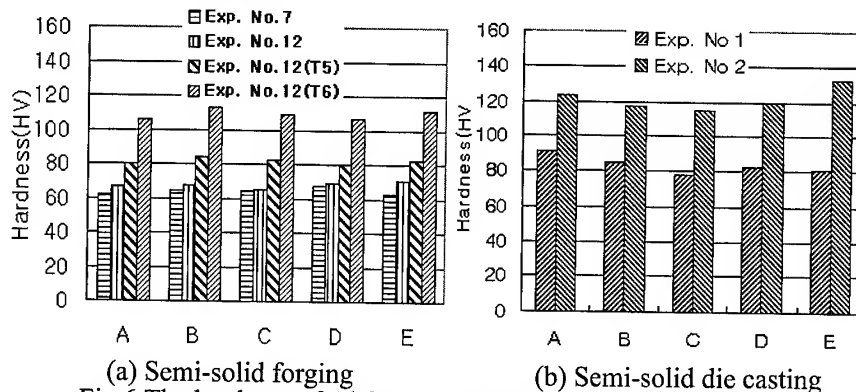 Exp. No.7
Exp. No.12
Exp. No.12(T5)
Exp. No.12(T6)
160
140
120
100
80
60
40
20
0
Hardness(HV)
A B C D E
(a) Semi-solid forging
Exp. No 1
Exp. No 2
160
140
120
100
80
60
40
20
0
Hardness(HV
A B C D E
(b) Semi-solid die casting